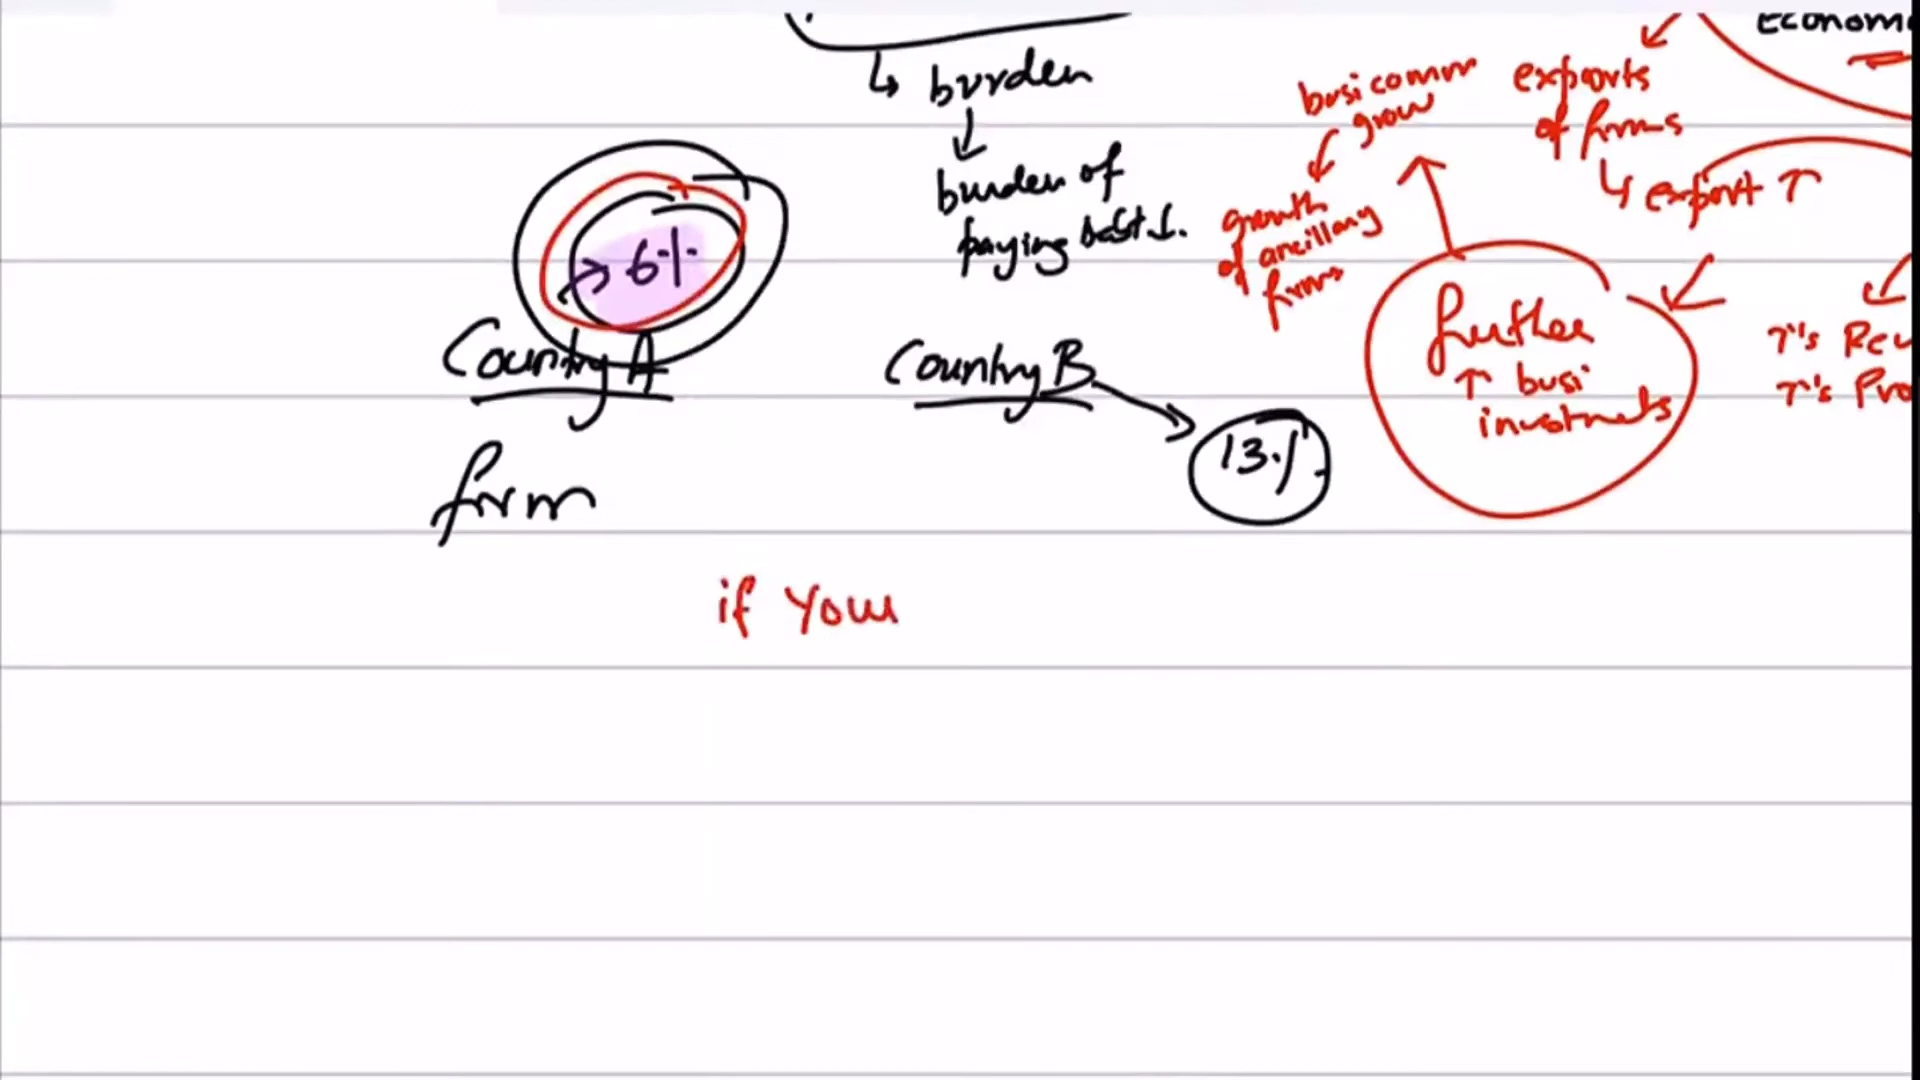 Econom
burden
burden of
paying
6%
Country A
firm
Country B
13%
busi comm
grow
growth
of ancillary
firms
exports
of firms
export ↑
further
↑ busi
investments
↑'s Rev
↑'s Pro
if your